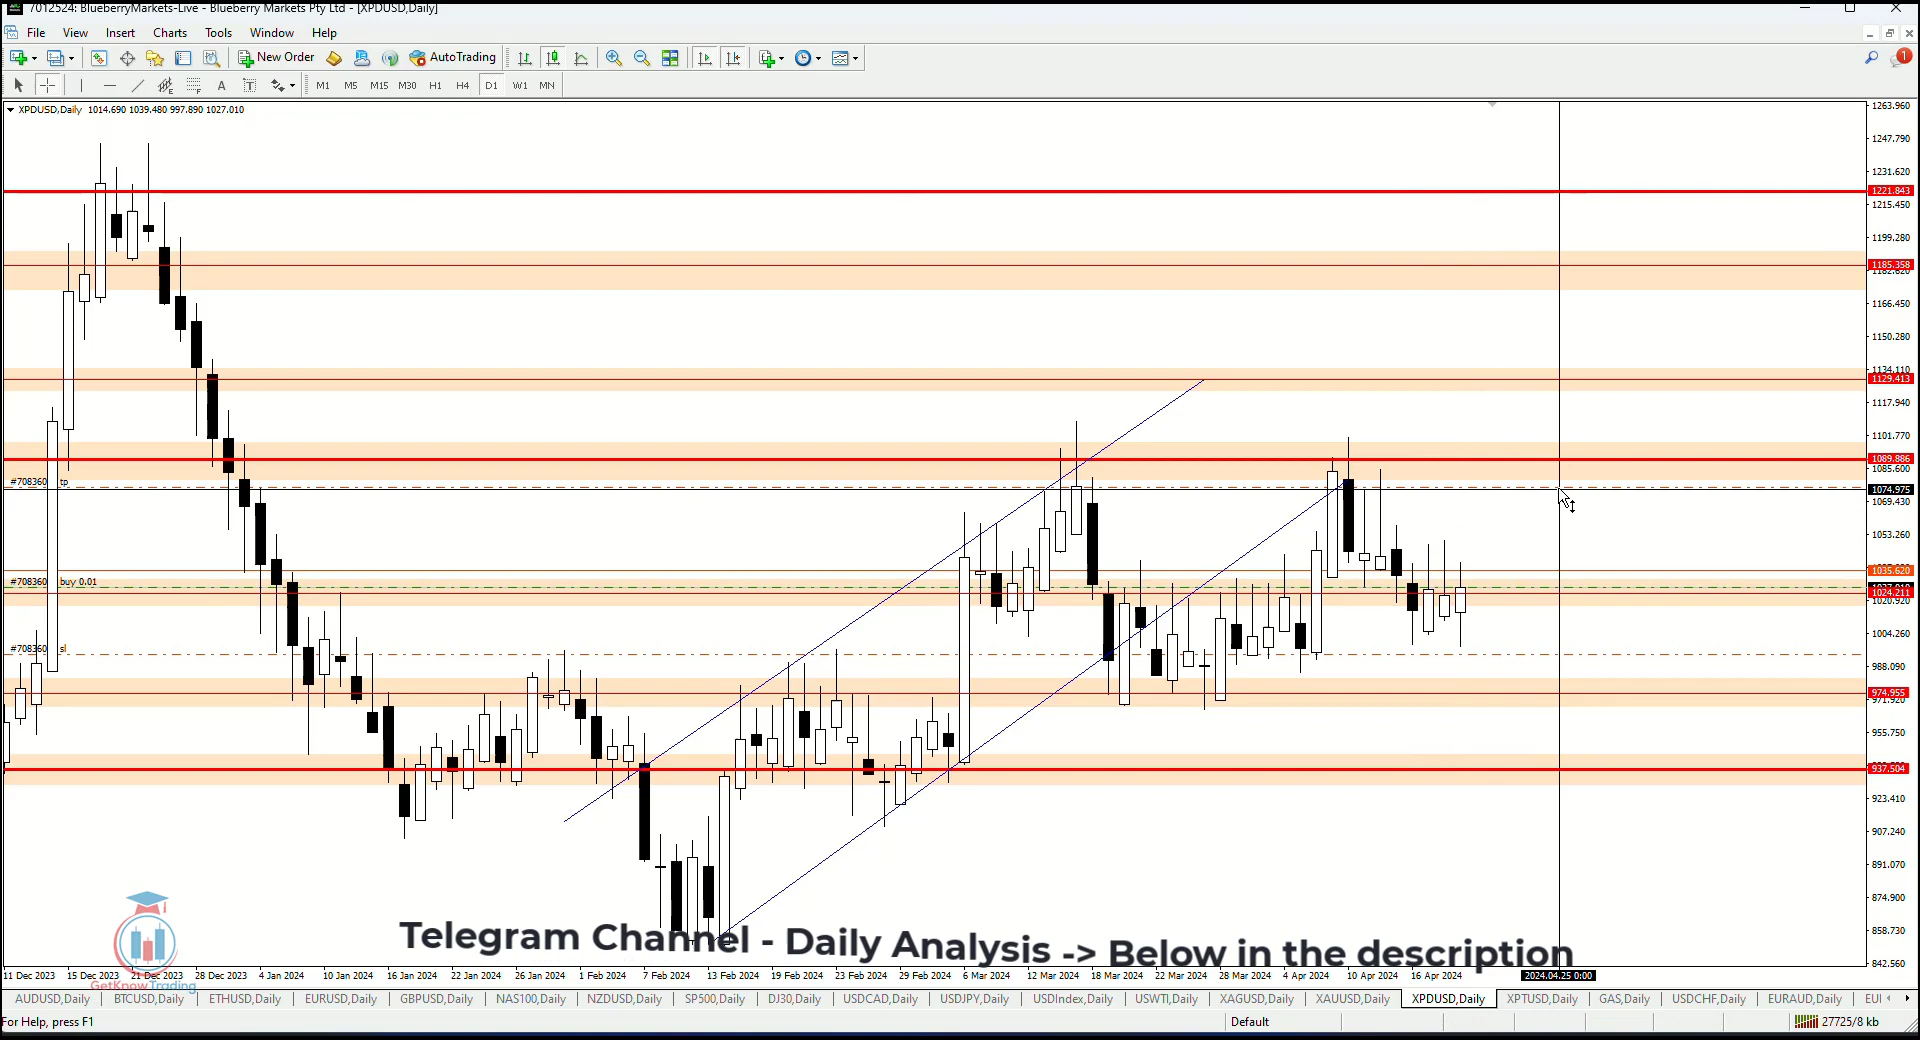 7012524: BlueberryMarkets-Live - Blueberry Markets Pty Ltd - [XPDUSD,Daily]
File View Insert Charts Tools Window Help
New Order AutoTrading
1
A T M1 M5 M15 M30 H1 H4 D1 W1 MN
XPDUSD,Daily 1014.690 1039.480 997.890 1027.010
1263.960
1247.790
1231.620
1221.843
1215.450
1199.280
1185.358
1166.450
1150.280
1134.110
1129.413
1117.940
1101.770
1089.886
1085.600
#708360 tp
1074.975
1069.430
1053.260
1035.620
#708360 buy 0.01
1024.211
1020.920
1004.260
#708360 sl
988.090
974.955
971.920
955.750
937.504
923.410
907.240
891.070
874.900
858.730
842.560
Telegram Channel - Daily Analysis -> Below in the description
11 Dec 2023 15 Dec 2023 21 Dec 2023 28 Dec 2023 4 Jan 2024 10 Jan 2024 16 Jan 2024 22 Jan 2024 26 Jan 2024 1 Feb 2024 7 Feb 2024 13 Feb 2024 19 Feb 2024 23 Feb 2024 29 Feb 2024 6 Mar 2024 12 Mar 2024 18 Mar 2024 22 Mar 2024 28 Mar 2024 4 Apr 2024 10 Apr 2024 16 Apr 2024 2024.04.25 0:00
GetKnowTrading
AUDUSD,Daily BTCUSD,Daily ETHUSD,Daily EURUSD,Daily GBPUSD,Daily NAS100,Daily NZDUSD,Daily SP500,Daily DJ30,Daily USDCAD,Daily USDJPY,Daily USDIndex,Daily USWTI,Daily XAGUSD,Daily XAUUSD,Daily XPDUSD,Daily XPTUSD,Daily GAS,Daily USDCHF,Daily EURAUD,Daily EUI
For Help, press F1 Default 27725/8 kb